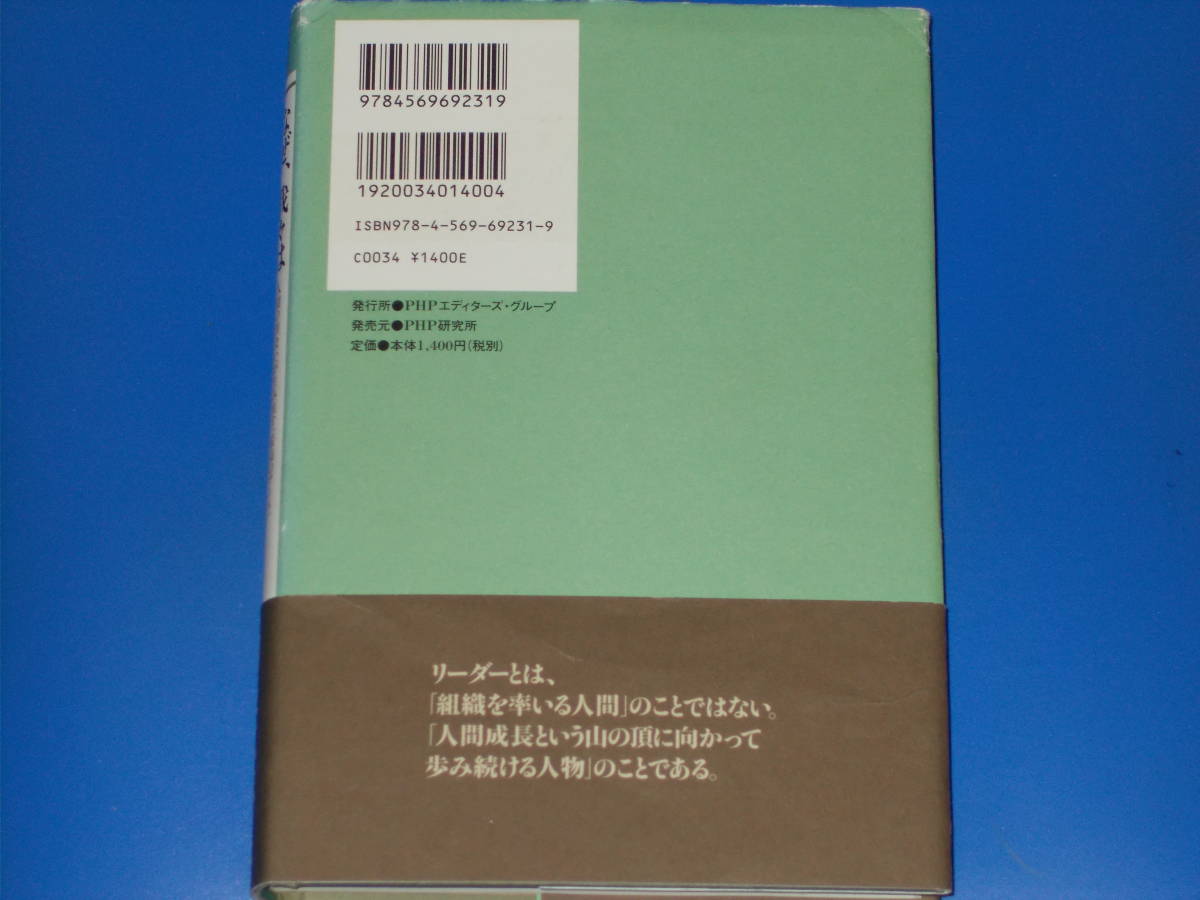 9784569692319
1920034014004
ISBN978-4-569-69231-9
C0034 ¥1400E
発行所●PHPエディターズ・グループ
発売元●PHP研究所
定価●本体1,400円(税別)
リーダーとは、
「組織を率いる人間」のことではない。
「人間成長という山の頂に向かって
歩み続ける人物」のことである。